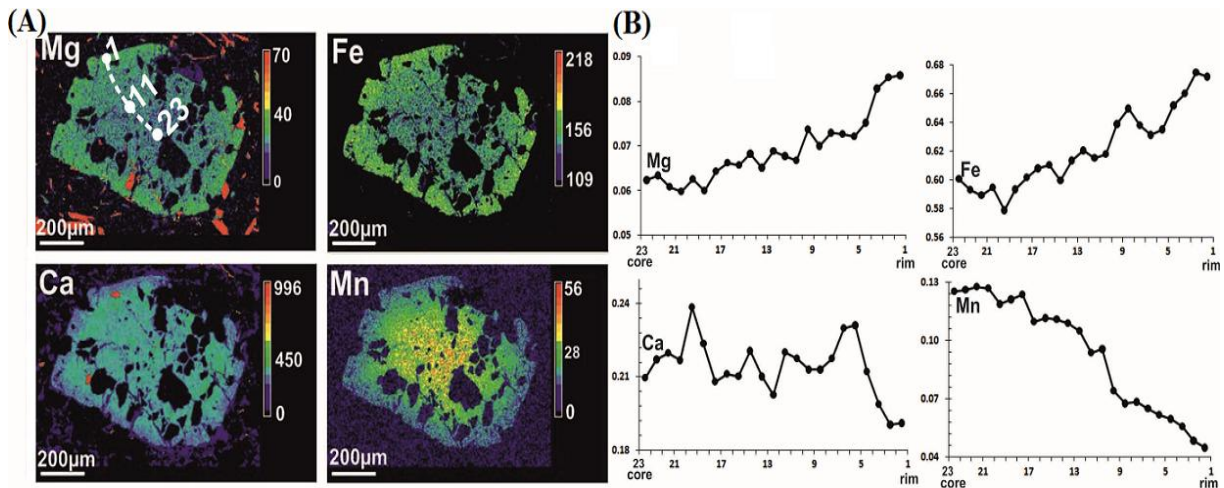 (A)
Mg
1
11
23
70
40
0
200μm
Fe
218
156
109
200μm
Ca
996
450
0
200μm
Mn
56
28
0
200μm
(B)
0.09
0.08
0.07
0.06
0.05
Mg
23 21 17 13 9 5 1
core rim
0.68
0.66
0.64
0.62
0.60
0.58
0.56
Fe
23 21 17 13 9 5 1
core rim
0.24
0.21
0.18
Ca
23 21 17 13 9 5 1
core rim
0.13
0.10
0.07
0.04
Mn
23 21 17 13 9 5 1
core rim